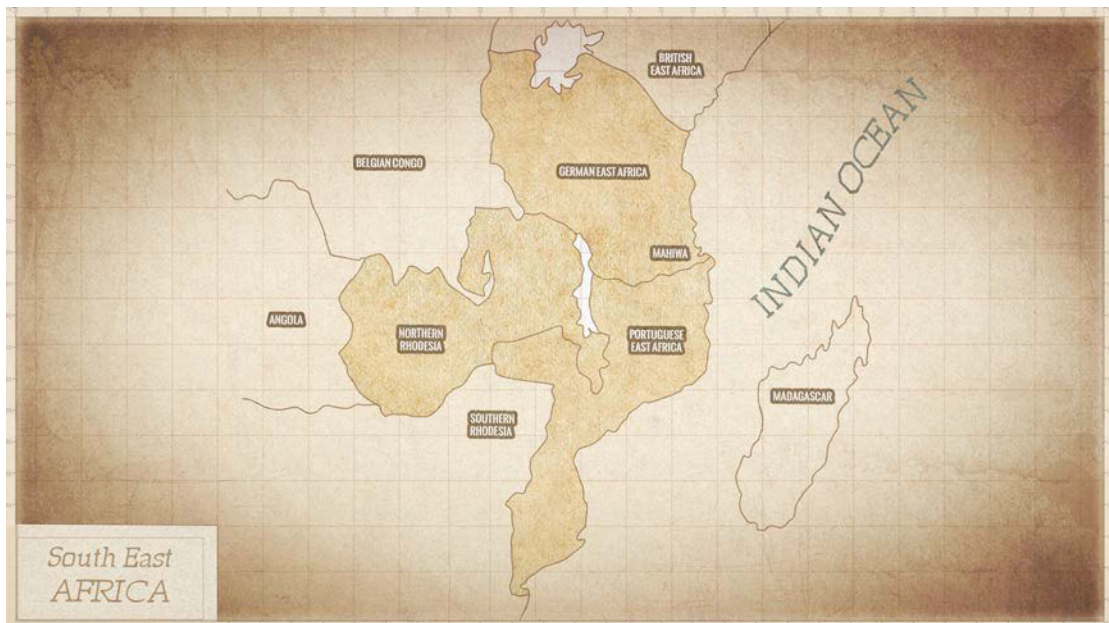 BRITISH
EAST AFRICA
BELGIAN CONGO
GERMAN EAST AFRICA
INDIAN OCEAN
MAHIWA
ANGOLA
NORTHERN
RHODESIA
PORTUGUESE
EAST AFRICA
MADAGASCAR
SOUTHERN
RHODESIA
South East
AFRICA